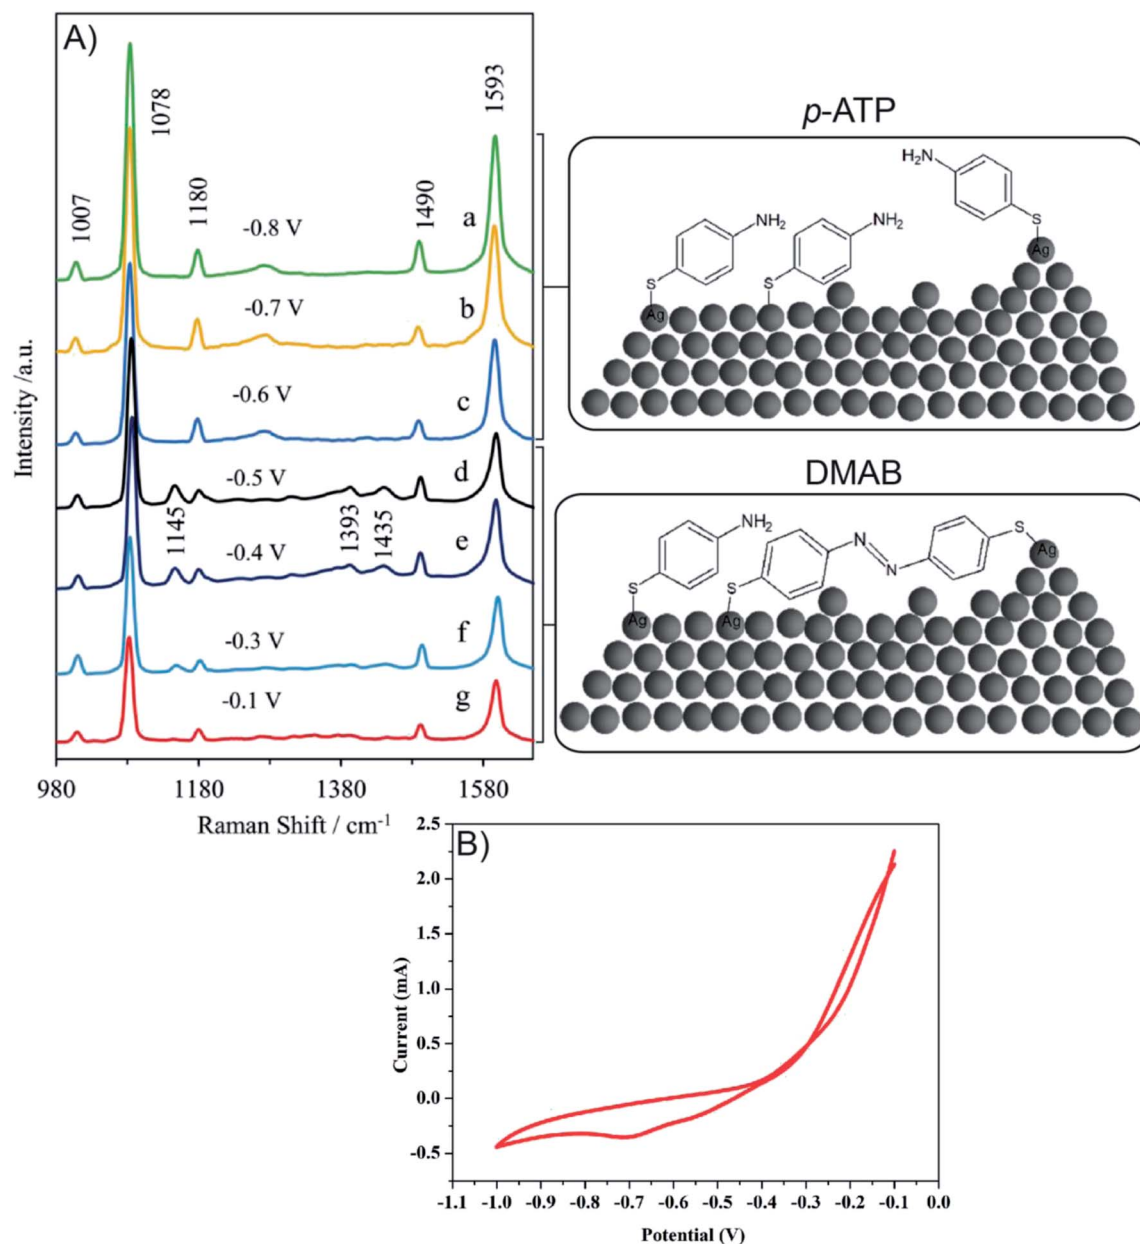 A)
1007
1078
1180
1490
1593
-0.8 V
a
-0.7 V
b
-0.6 V
c
-0.5 V
d
1145
1393
1435
-0.4 V
e
-0.3 V
f
-0.1 V
g
Intensity /a.u.
980 1180 1380 1580
Raman Shift / cm⁻¹
p-ATP
H₂N
S
Ag
NH₂
NH₂
S
S
Ag
Ag
DMAB
NH₂
N
N
S
Ag
S
S
Ag
Ag
B)
2.5
2.0
1.5
1.0
0.5
0.0
-0.5
Current (mA)
-1.1 -1.0 -0.9 -0.8 -0.7 -0.6 -0.5 -0.4 -0.3 -0.2 -0.1 0.0
Potential (V)